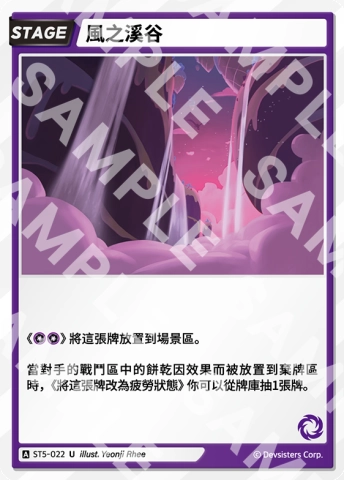 STAGE 風之溪谷
SAMPLE SAMPLE SAMPLE SAMPLE
《》將這張牌放置到場景區。
當對手的戰鬥區中的餅乾因效果而被放置到棄牌區
時，《將這張牌改為疲勞狀態》你可以從牌庫抽1張牌。
A ST5-022 U illust. Yeonji Rhee
© Devsisters Corp.